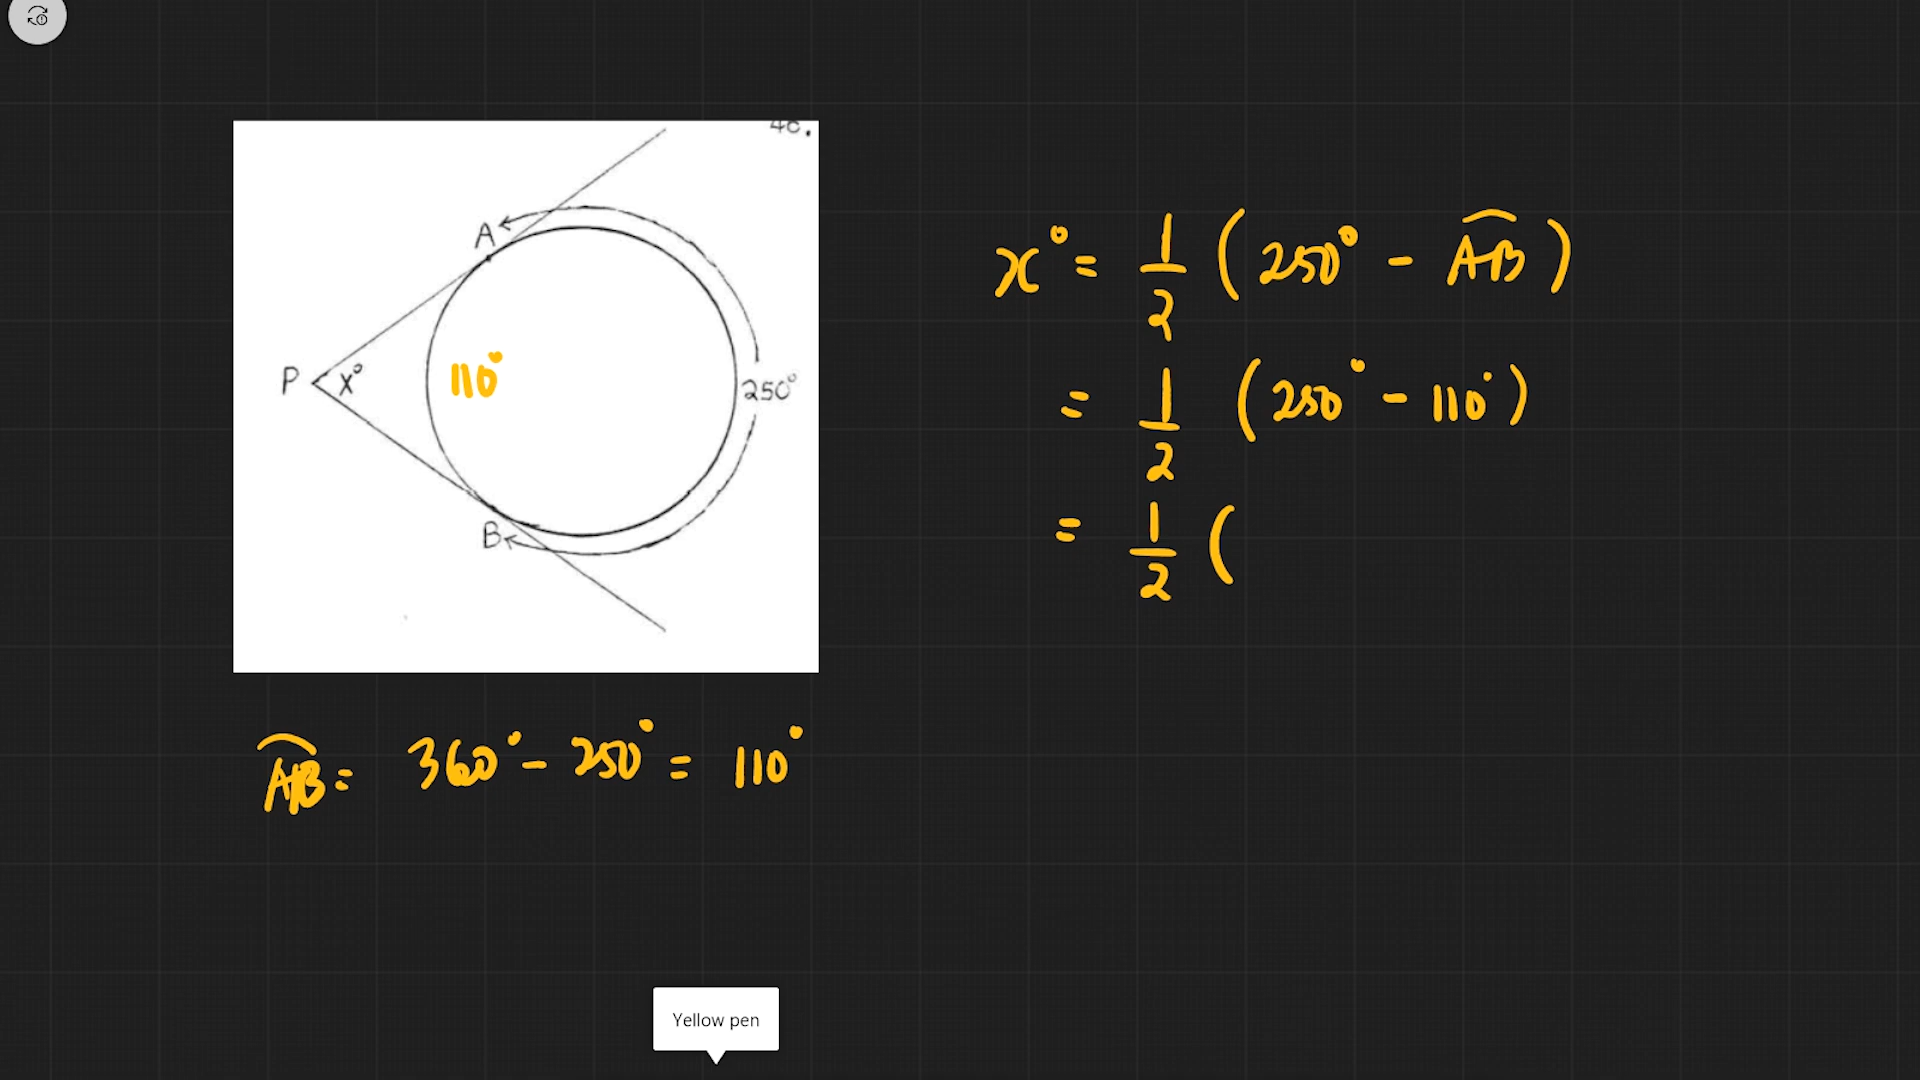 40.
A
P x° 110° 250°
B
x° = 1/2 ( 250° - AB )
= 1/2 ( 250° - 110° )
= 1/2 (
AB = 360° - 250° = 110°
Yellow pen